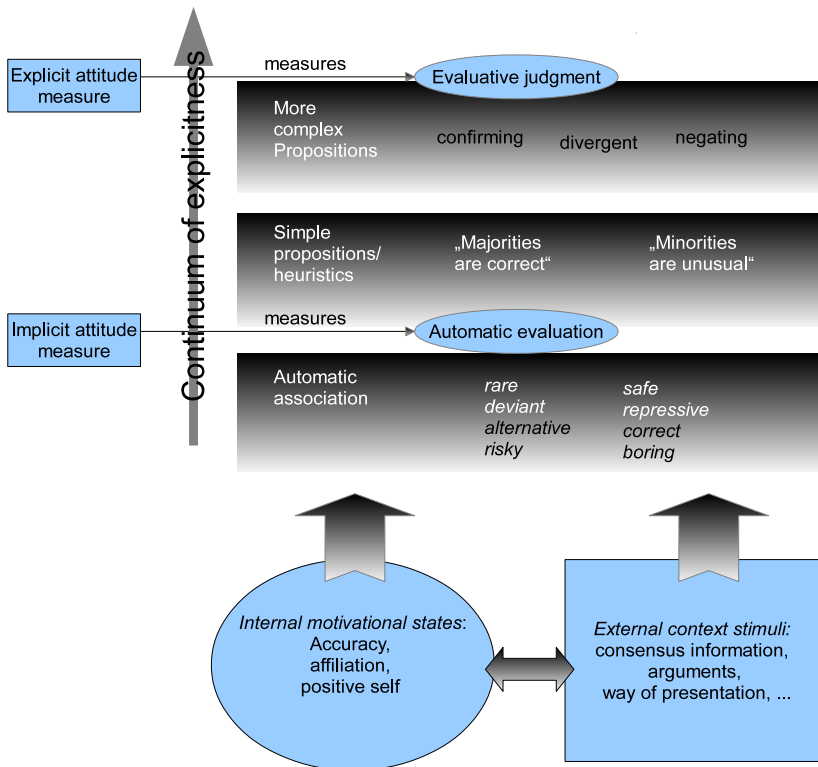 Explicit attitude
measure
measures
Evaluative judgment
Continuum of explicitness
More
complex
Propositions
confirming
divergent
negating
Simple
propositions/
heuristics
„Majorities
are correct“
„Minorities
are unusual“
Implicit attitude
measure
measures
Automatic evaluation
Automatic
association
rare
deviant
alternative
risky
safe
repressive
correct
boring
Internal motivational states:
Accuracy,
affiliation,
positive self
External context stimuli:
consensus information,
arguments,
way of presentation, ...